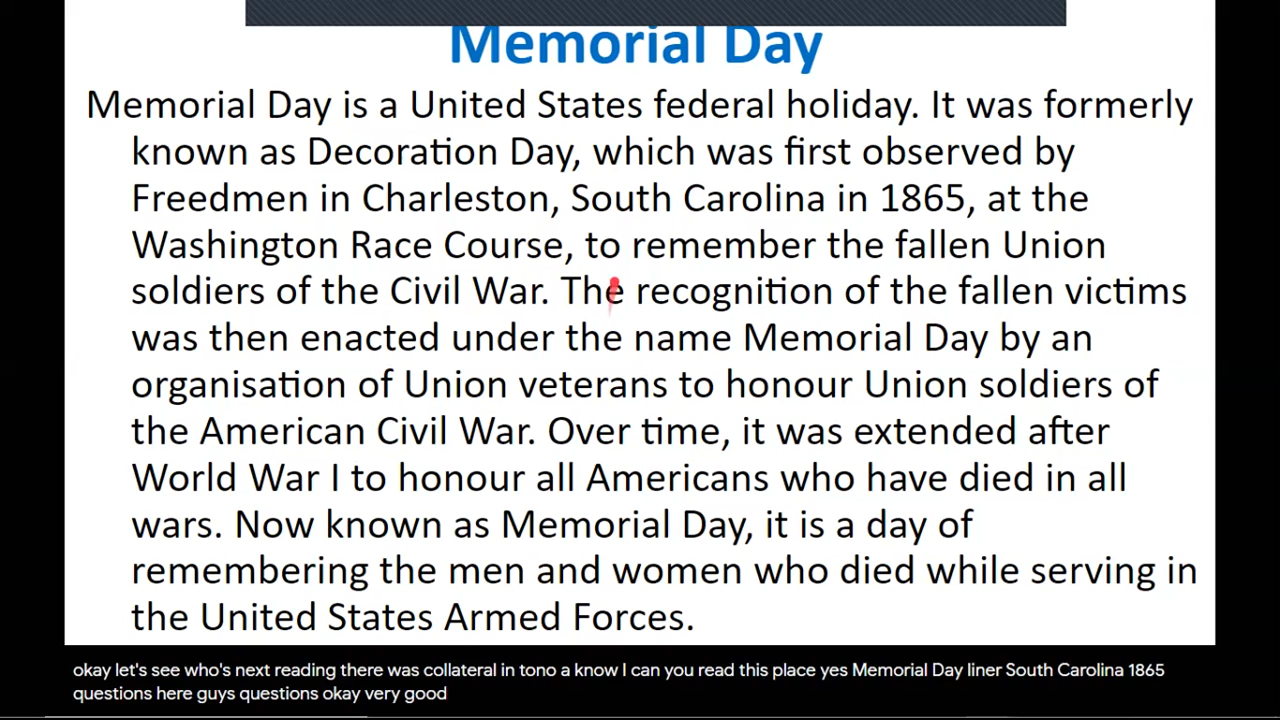 Memorial Day
Memorial Day is a United States federal holiday. It was formerly
known as Decoration Day, which was first observed by
Freedmen in Charleston, South Carolina in 1865, at the
Washington Race Course, to remember the fallen Union
soldiers of the Civil War. The recognition of the fallen victims
was then enacted under the name Memorial Day by an
organisation of Union veterans to honour Union soldiers of
the American Civil War. Over time, it was extended after
World War I to honour all Americans who have died in all
wars. Now known as Memorial Day, it is a day of
remembering the men and women who died while serving in
the United States Armed Forces.
okay let's see who's next reading there was collateral in tono a know I can you read this place yes Memorial Day liner South Carolina 1865
questions here guys questions okay very good